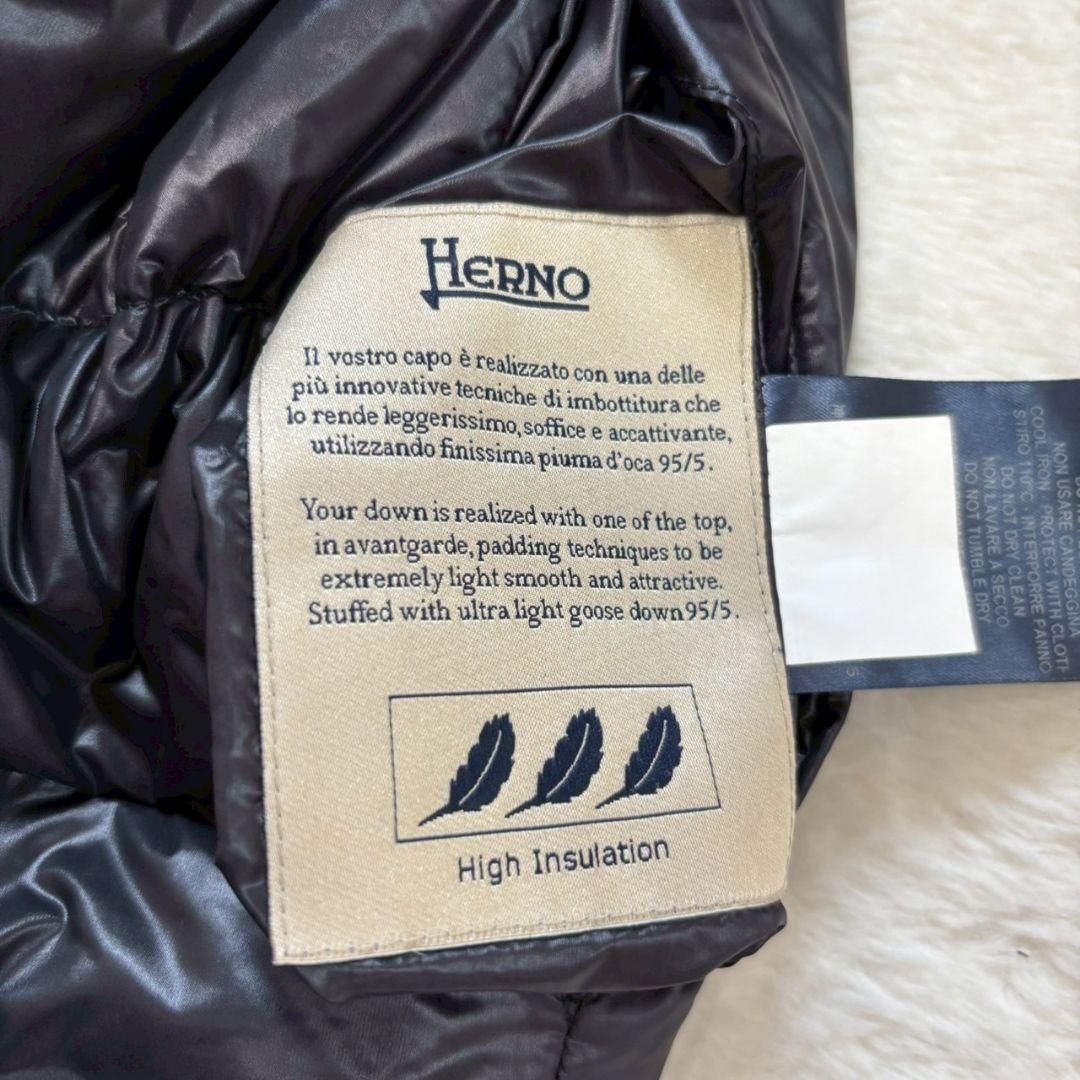 HERNO
Il vostro capo è realizzato con una delle
più innovative tecniche di imbottitura che
lo rende leggerissimo, soffice e accattivante,
utilizzando finissima piuma d'oca 95/5.
Your down is realized with one of the top,
in avantgarde, padding techniques to be
extremely light smooth and attractive.
Stuffed with ultra light goose down 95/5.
High Insulation
NON USARE CANDEGGINA
COOL IRON, PROTECT WITH CLOTH
STIRO 110°C, INTERPORRE PANNO
DO NOT DRY CLEAN
NON LAVARE A SECCO
DO NOT TUMBLE DRY